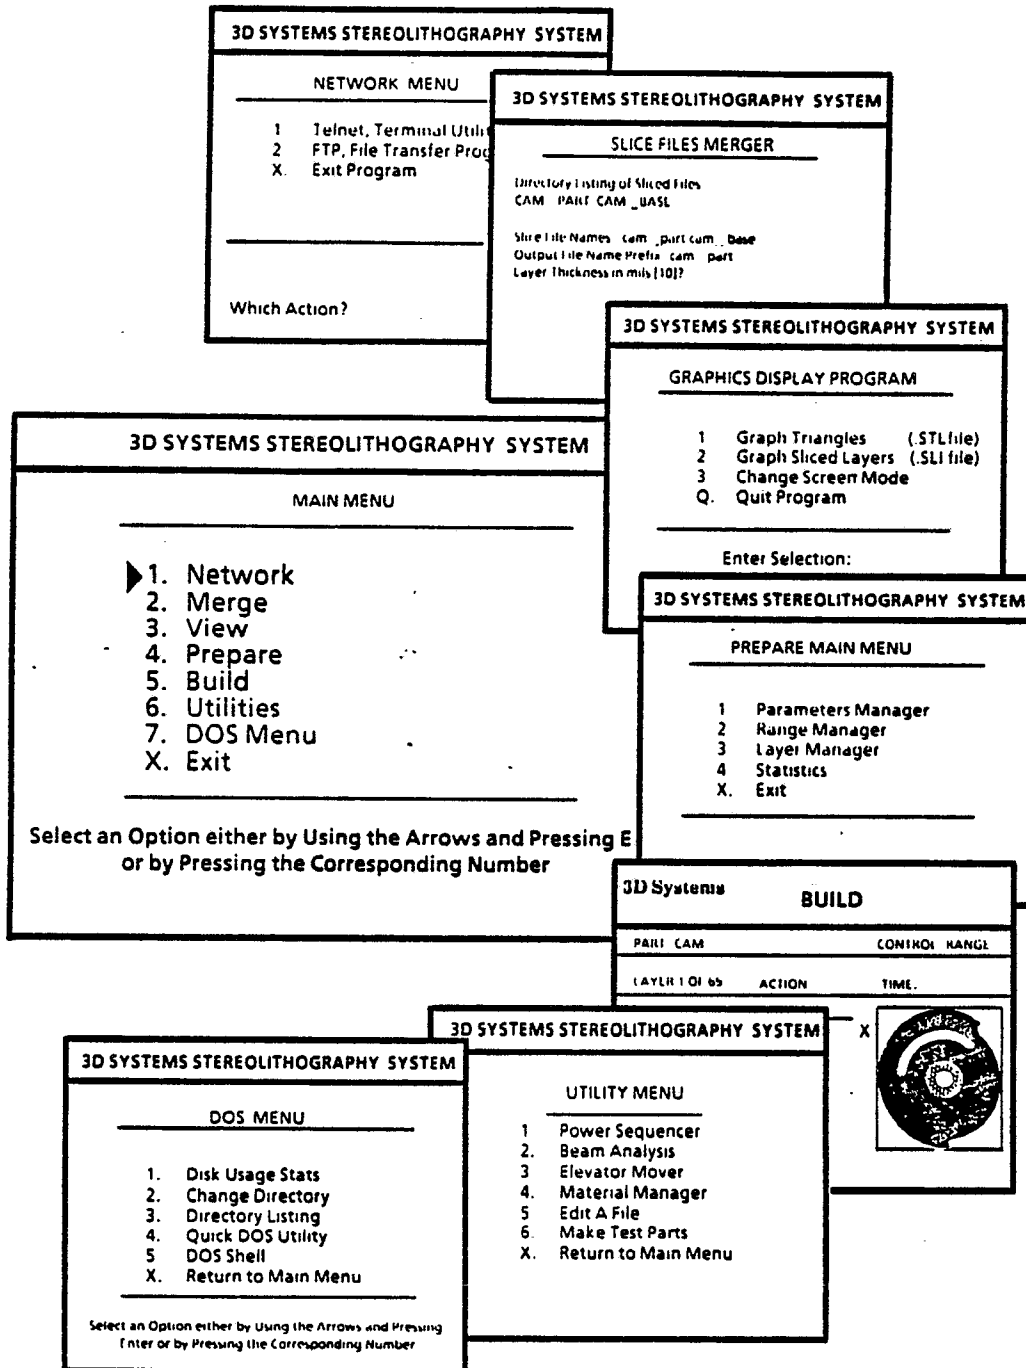 3D SYSTEMS STEREOLITHOGRAPHY SYSTEM
NETWORK MENU
1 Telnet, Terminal Utili
2 FTP, File Transfer Prog
X. Exit Program
Which Action?
3D SYSTEMS STEREOLITHOGRAPHY SYSTEM
SLICE FILES MERGER
Directory Listing of Sliced Files
CAM_PART CAM_BASE
Slice File Names cam_part cam_base
Output File Name Prefix cam_part
Layer Thickness in mils [10]?
3D SYSTEMS STEREOLITHOGRAPHY SYSTEM
GRAPHICS DISPLAY PROGRAM
1 Graph Triangles (.STL file)
2 Graph Sliced Layers (.SLI file)
3 Change Screen Mode
Q. Quit Program
Enter Selection:
3D SYSTEMS STEREOLITHOGRAPHY SYSTEM
MAIN MENU
1. Network
2. Merge
3. View
4. Prepare
5. Build
6. Utilities
7. DOS Menu
X. Exit
Select an Option either by Using the Arrows and Pressing E
or by Pressing the Corresponding Number
3D SYSTEMS STEREOLITHOGRAPHY SYSTEM
PREPARE MAIN MENU
1 Parameters Manager
2 Range Manager
3 Layer Manager
4 Statistics
X. Exit
3D Systems BUILD
PART CAM CONTROL RANGE
LAYER 1 OF 65 ACTION TIME.
X
3D SYSTEMS STEREOLITHOGRAPHY SYSTEM
UTILITY MENU
1 Power Sequencer
2. Beam Analysis
3 Elevator Mover
4. Material Manager
5 Edit A File
6. Make Test Parts
X. Return to Main Menu
3D SYSTEMS STEREOLITHOGRAPHY SYSTEM
DOS MENU
1. Disk Usage Stats
2. Change Directory
3. Directory Listing
4. Quick DOS Utility
5 DOS Shell
X. Return to Main Menu
Select an Option either by Using the Arrows and Pressing
Enter or by Pressing the Corresponding Number